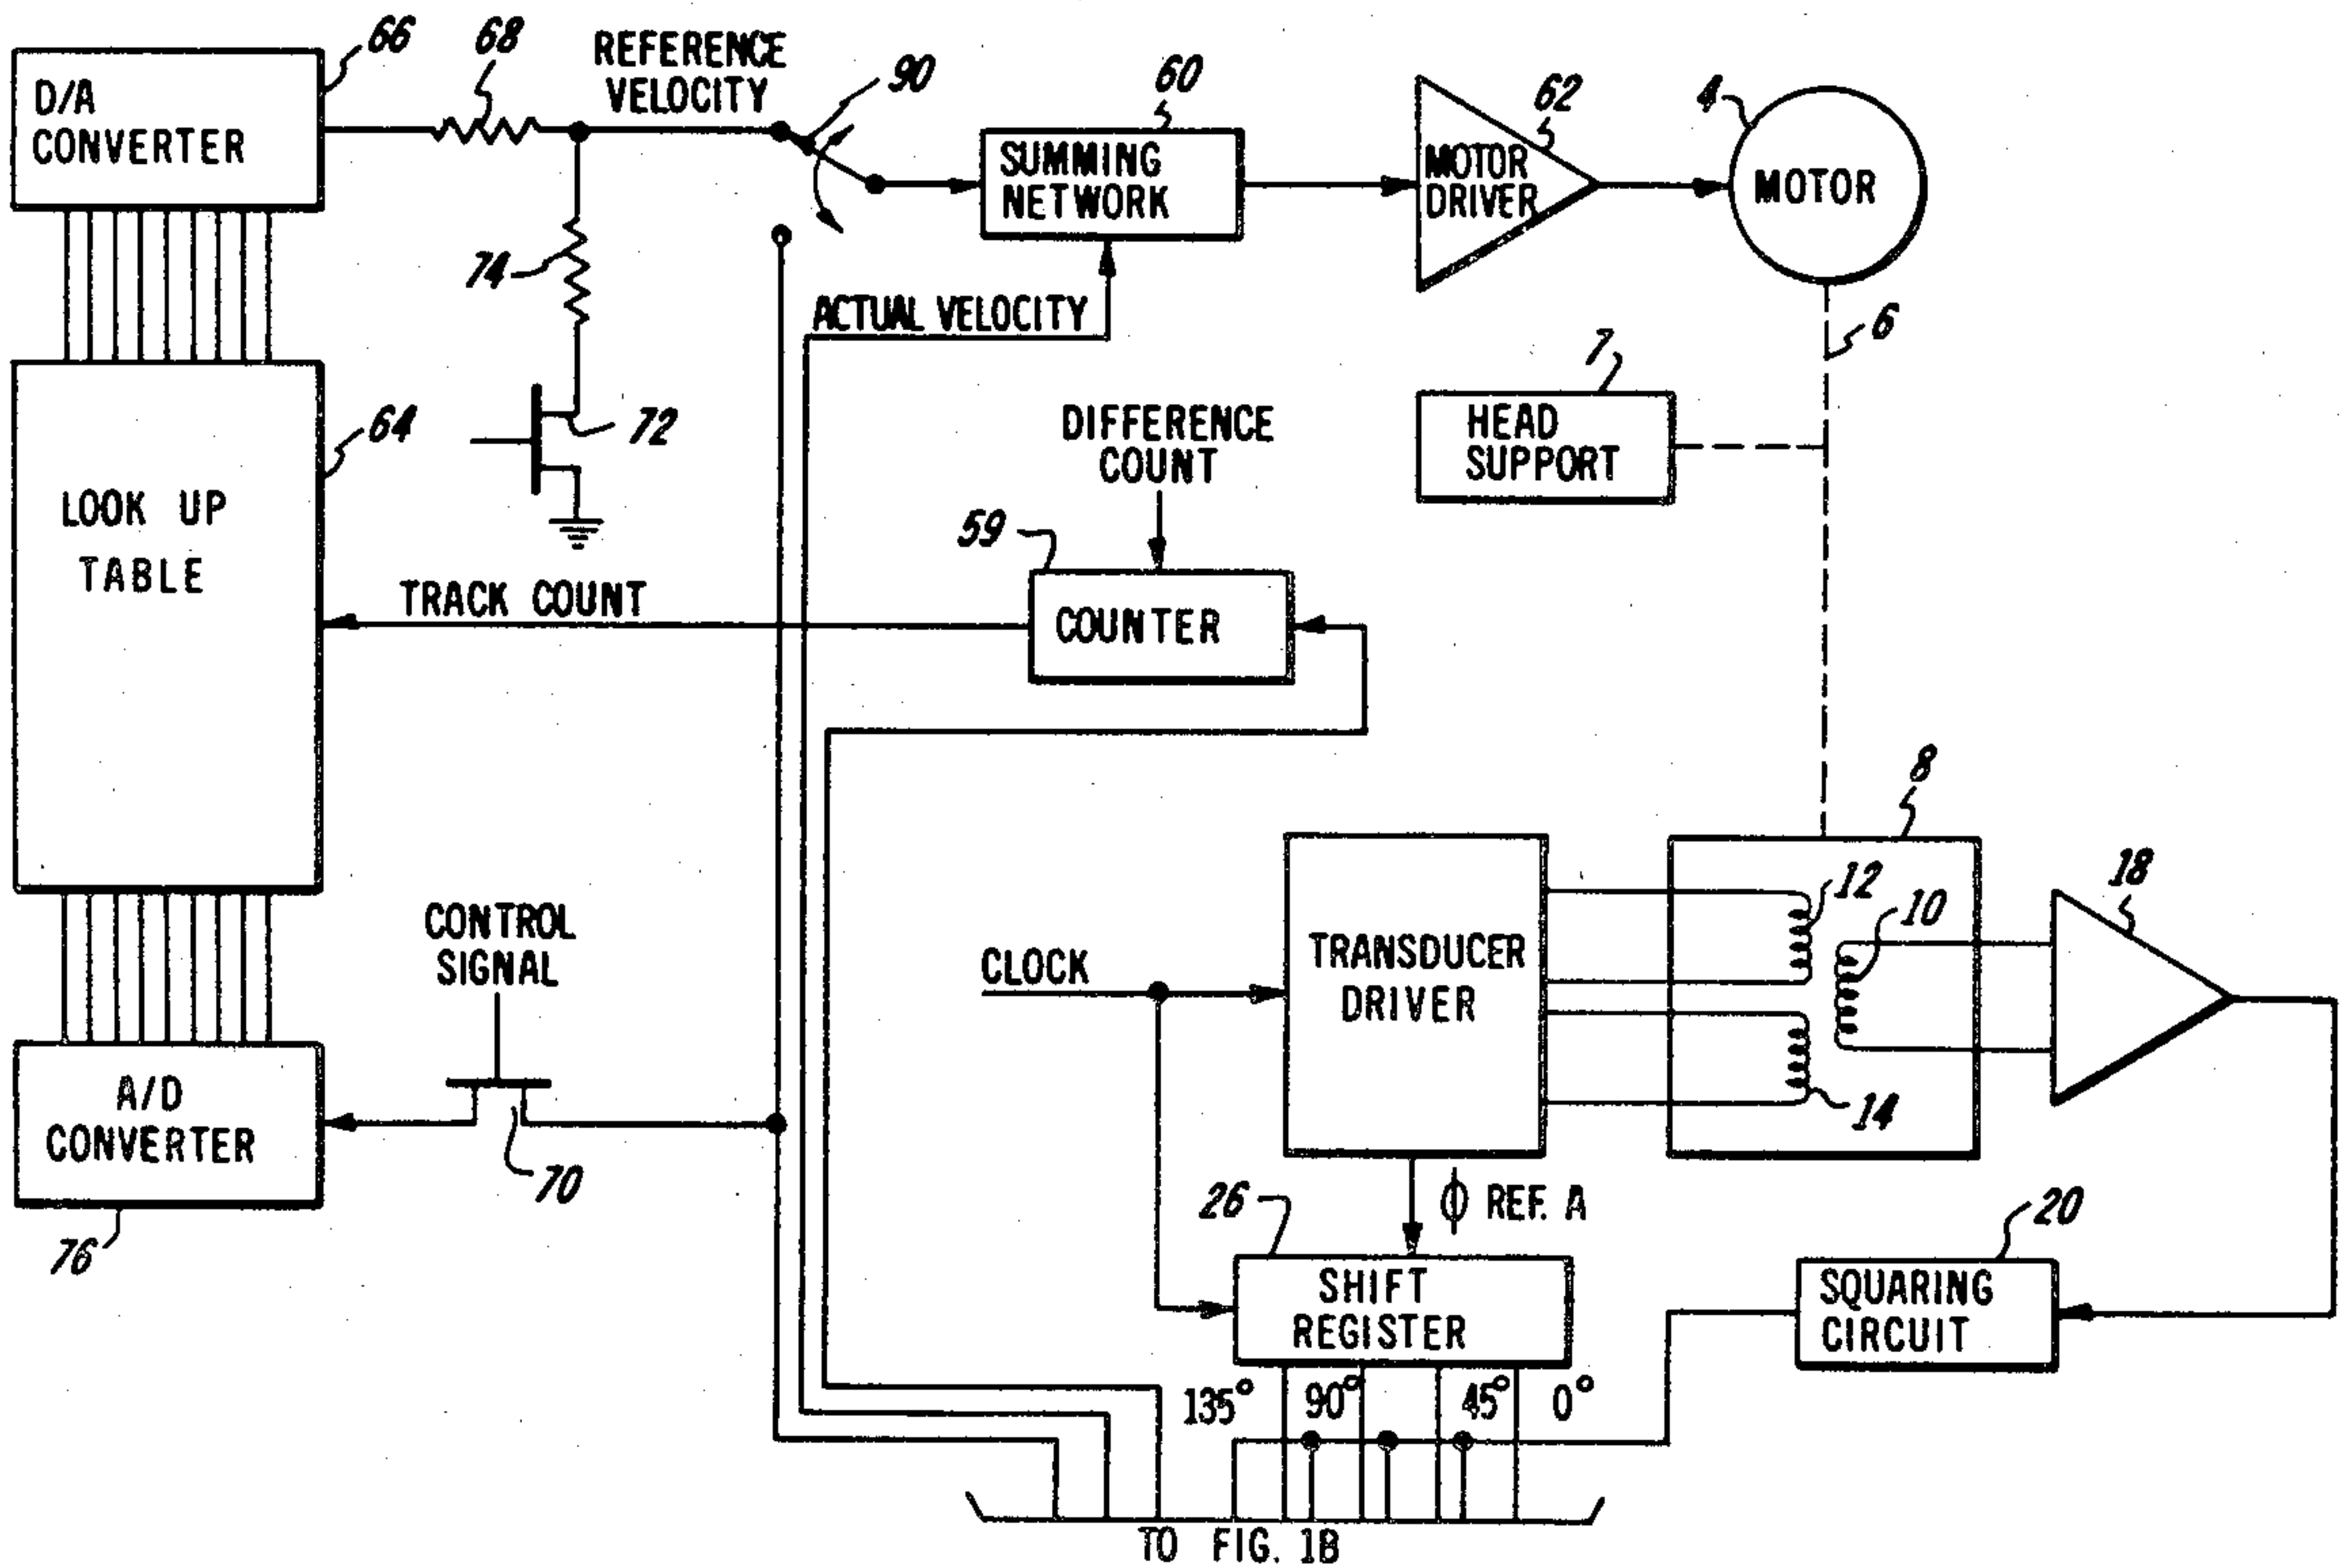 66
68
REFERENCE
VELOCITY
90
60
62
4
D/A
CONVERTER
SUMMING
NETWORK
MOTOR
DRIVER
MOTOR
74
ACTUAL VELOCITY
6
7
64
72
DIFFERENCE
COUNT
HEAD
SUPPORT
LOOK UP
TABLE
59
TRACK COUNT
COUNTER
8
18
12
10
CONTROL
SIGNAL
CLOCK
TRANSDUCER
DRIVER
A/D
CONVERTER
14
70
76
26
ϕ REF. A
20
SHIFT
REGISTER
SQUARING
CIRCUIT
135° 90° 45° 0°
TO FIG. 1B